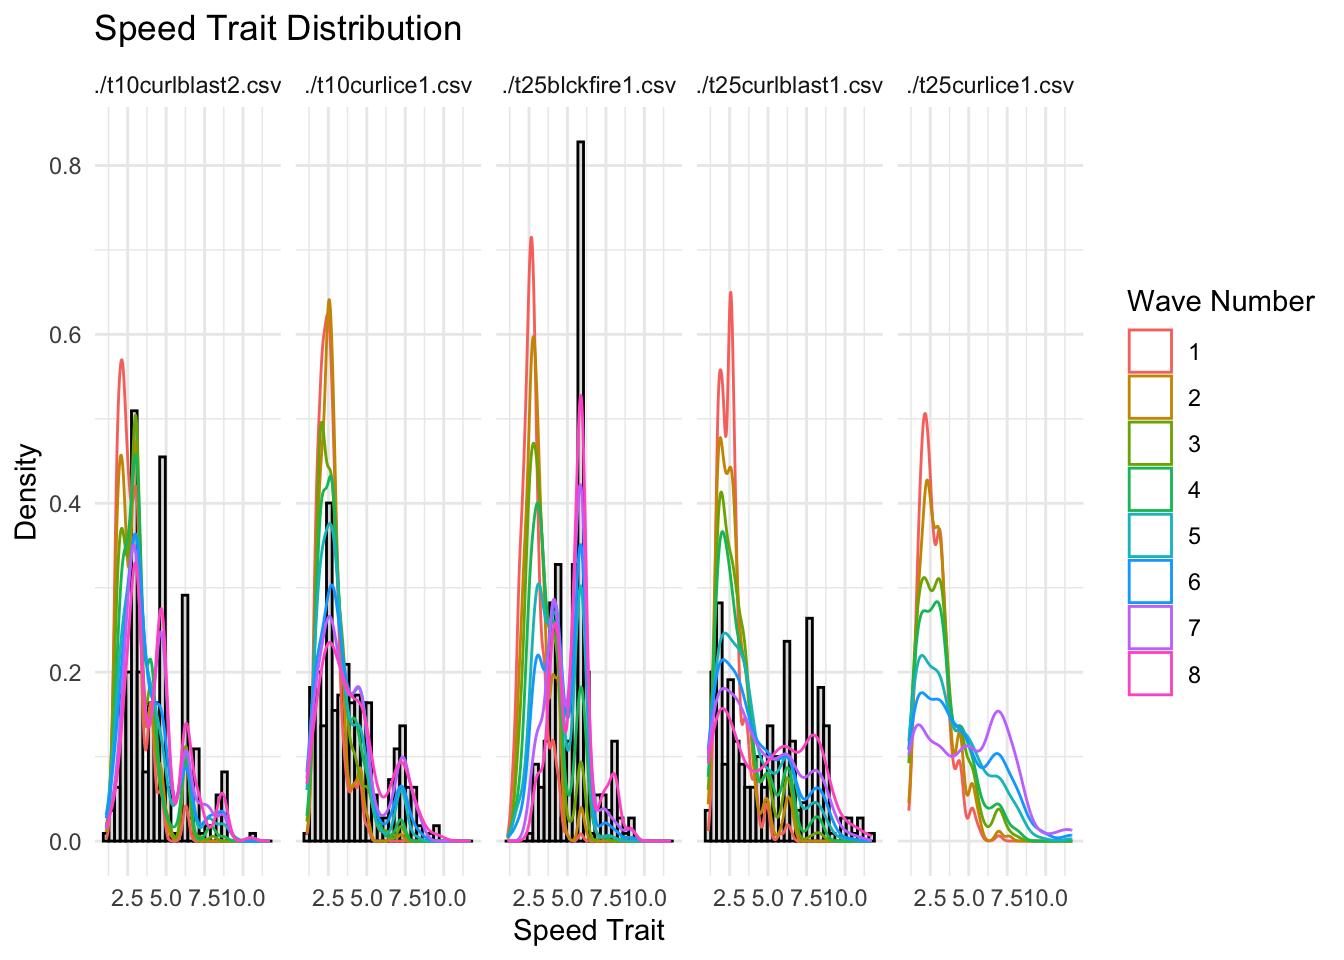 Speed Trait Distribution
./t10curlblast2.csv ./t10curlice1.csv ./t25blckfire1.csv ./t25curlblast1.csv ./t25curlice1.csv
0.8
0.6
0.4
0.2
0.0
Density
2.5 5.0 7.510.0 2.5 5.0 7.510.0 2.5 5.0 7.510.0 2.5 5.0 7.510.0 2.5 5.0 7.510.0
Speed Trait
Wave Number
1
2
3
4
5
6
7
8